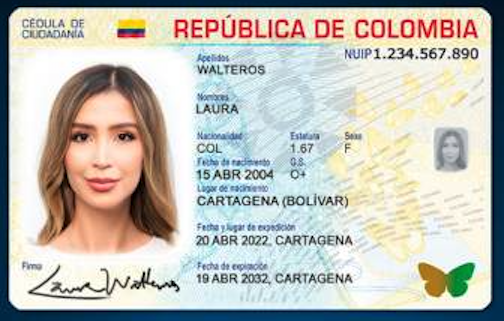 CÉDULA DE
CIUDADANÍA
REPÚBLICA DE COLOMBIA
NUIP 1.234.567.890
Apellidos
WALTEROS
Nombres
LAURA
Nacionalidad Estatura Sexo
COL 1.67 F
Fecha de nacimiento G.S.
15 ABR 2004 O+
Lugar de nacimiento
CARTAGENA (BOLÍVAR)
Fecha y lugar de expedición
20 ABR 2022, CARTAGENA
Fecha de expiración
19 ABR 2032, CARTAGENA
Firma
Laura Walteros